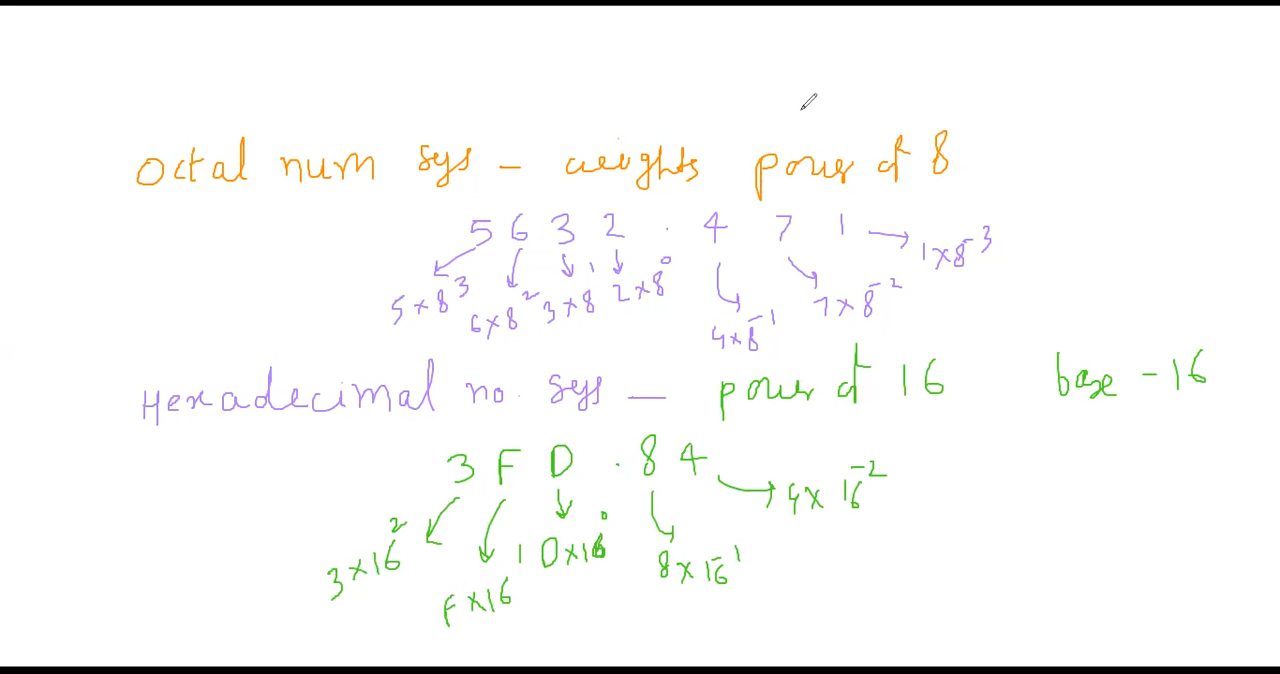 Octal num sys - weights power of 8
5 6 3 2 . 4 7 1 → 1×8⁻³
5×8³ 6×8² 3×8¹ 2×8⁰ 4×8⁻¹ 7×8⁻²
Hexadecimal no. sys — power of 16 base - 16
3 F D . 8 4
3×16² F×16¹ D×16⁰ 8×16⁻¹ 4×16⁻²